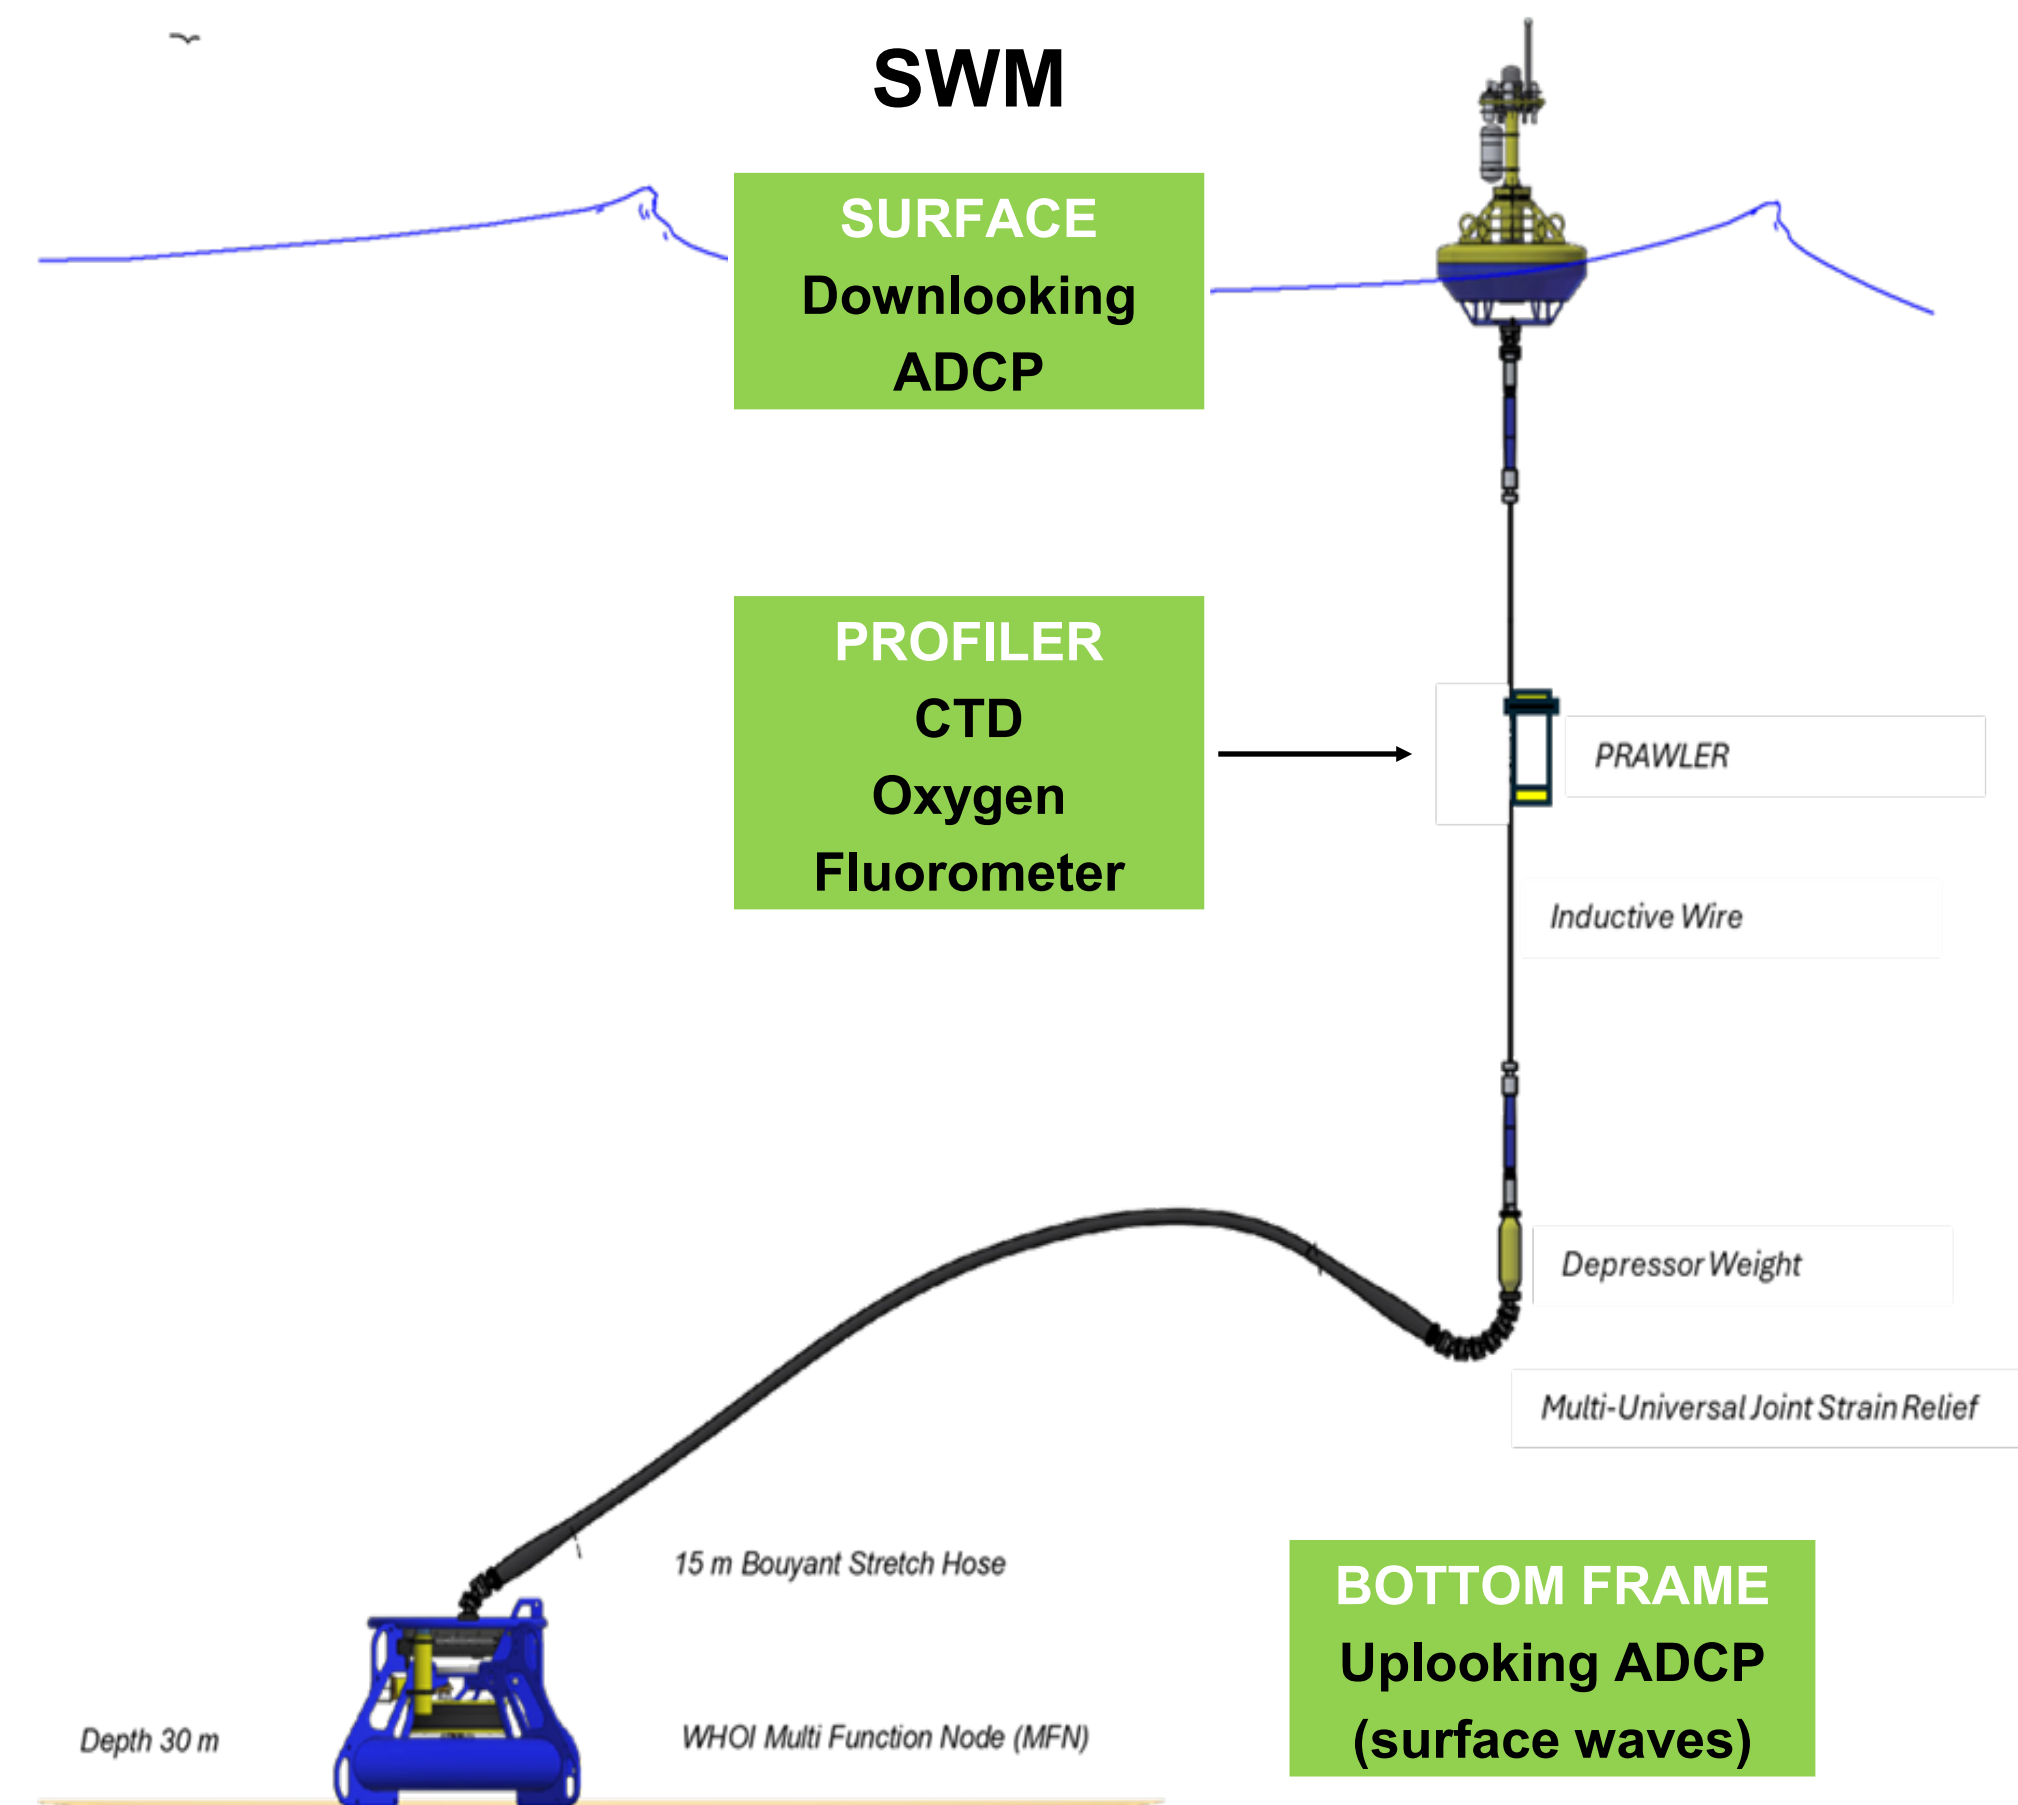 SWM
SURFACE
Downlooking
ADCP
PROFILER
CTD
Oxygen
Fluorometer
PRAWLER
Inductive Wire
Depressor Weight
Multi-Universal Joint Strain Relief
15 m Bouyant Stretch Hose
BOTTOM FRAME
Uplooking ADCP
(surface waves)
Depth 30 m
WHOI Multi Function Node (MFN)